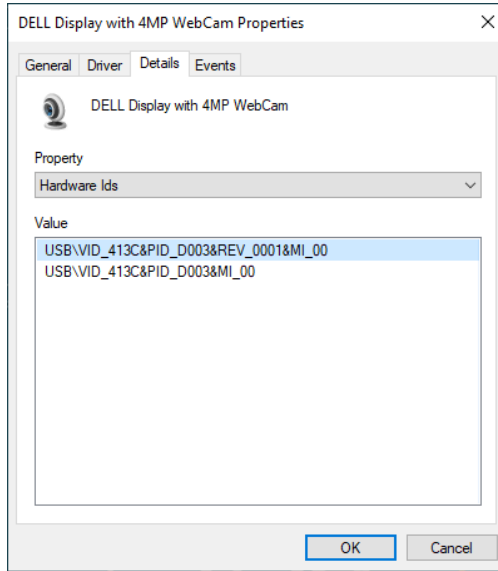 DELL Display with 4MP WebCam Properties
General Driver Details Events
DELL Display with 4MP WebCam
Property
Hardware Ids
Value
USB\VID_413C&PID_D003&REV_0001&MI_00
USB\VID_413C&PID_D003&MI_00
OK Cancel